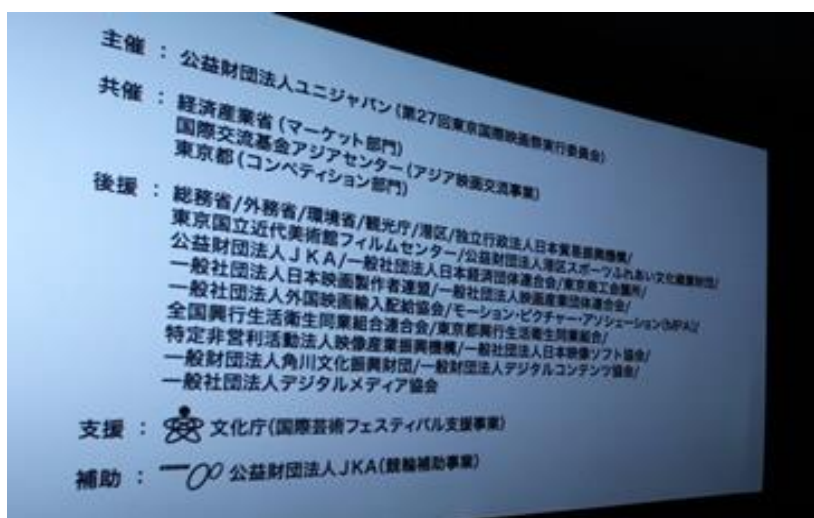 主催 : 公益財団法人ユニジャパン(第27回東京国際映画祭実行委員会)
共催 : 経済産業省(マーケット部門)
国際交流基金アジアセンター(アジア映画交流事業)
東京都(コンペティション部門)
後援 : 総務省/外務省/環境省/観光庁/港区/独立行政法人日本貿易振興機構/
東京国立近代美術館フィルムセンター/公益財団法人港区スポーツふれあい文化健康財団/
公益財団法人JKA/一般社団法人日本経済団体連合会/東京商工会議所/
一般社団法人日本映画製作者連盟/一般社団法人映画産業団体連合会/
一般社団法人外国映画輸入配給協会/モーション・ピクチャー・アソシエーション(MPA)/
全国興行生活衛生同業組合連合会/東京都興行生活衛生同業組合/
特定非営利活動法人映像産業振興機構/一般社団法人日本映像ソフト協会/
一般財団法人角川文化振興財団/一般財団法人デジタルコンテンツ協会/
一般社団法人デジタルメディア協会
支援 : 文化庁(国際芸術フェスティバル支援事業)
補助 : 公益財団法人JKA(競輪補助事業)